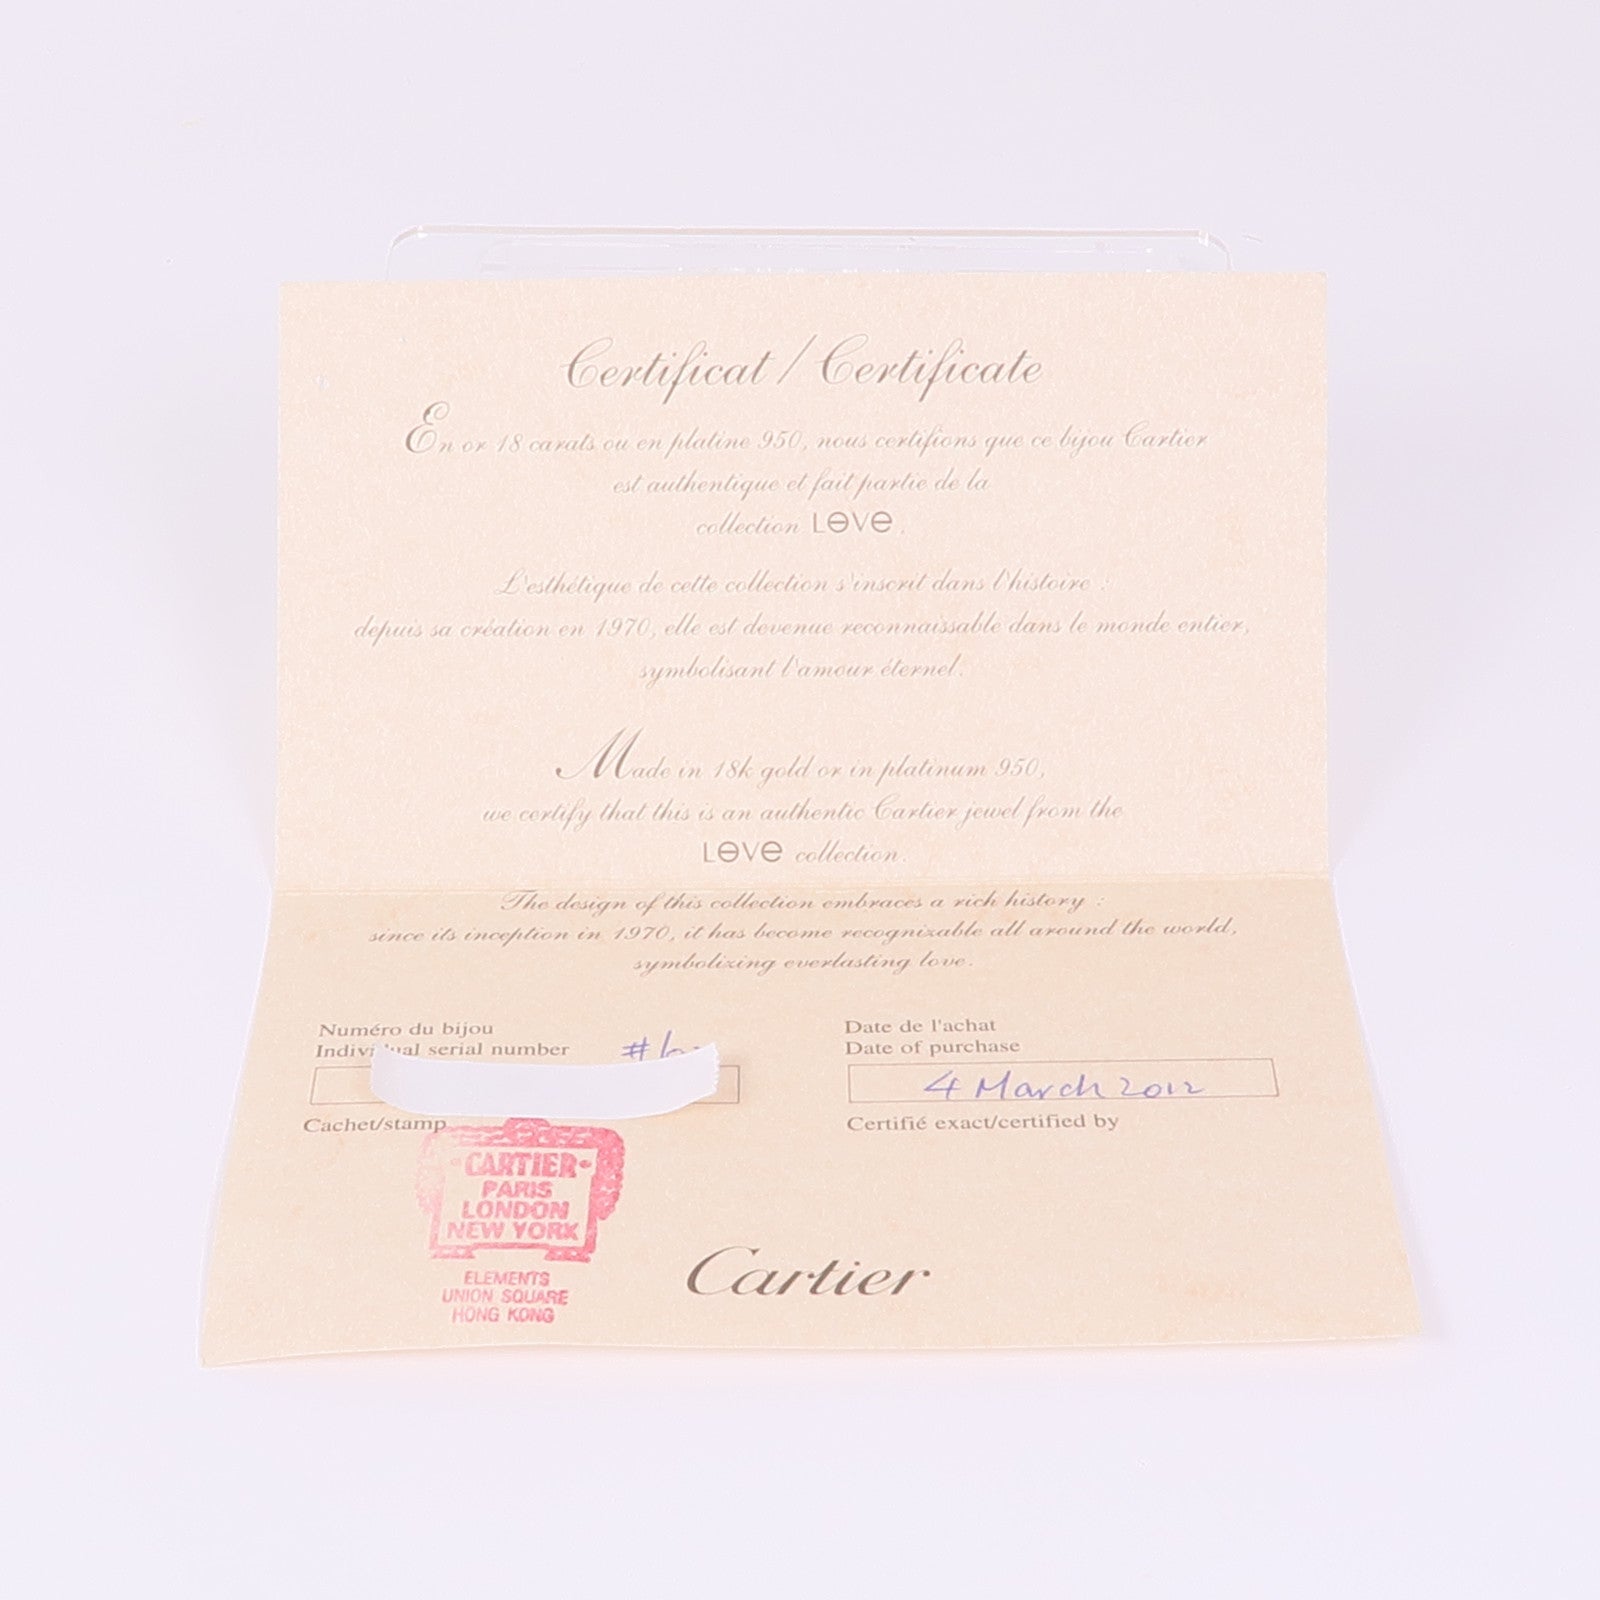 Certificat / Certificate
En or 18 carats ou en platine 950, nous certifions que ce bijou Cartier
est authentique et fait partie de la
collection LOVE.
L'esthétique de cette collection s'inscrit dans l'histoire :
depuis sa création en 1970, elle est devenue reconnaissable dans le monde entier,
symbolisant l'amour éternel.
Made in 18k gold or in platinum 950,
we certify that this is an authentic Cartier jewel from the
LOVE collection.
The design of this collection embraces a rich history :
since its inception in 1970, it has become recognizable all around the world,
symbolizing everlasting love.
Numéro du bijou
Individual serial number
Date de l'achat
Date of purchase
4 March 2012
Cachet/stamp
Certifié exact/certified by
CARTIER
PARIS
LONDON
NEW YORK
ELEMENTS
UNION SQUARE
HONG KONG
Cartier